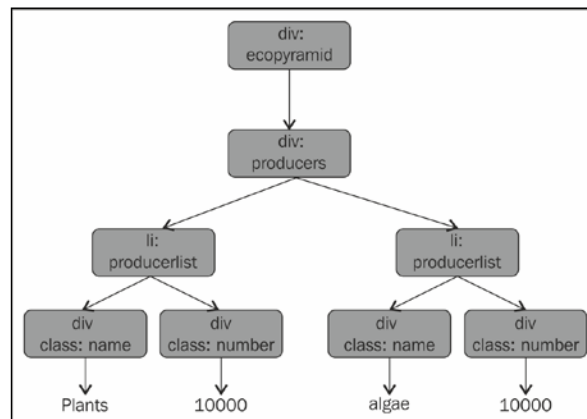 div:
ecopyramid
div:
producers
li:
producerlist
li:
producerlist
div
class: name
div
class: number
div
class: name
div
class: number
Plants
10000
algae
10000